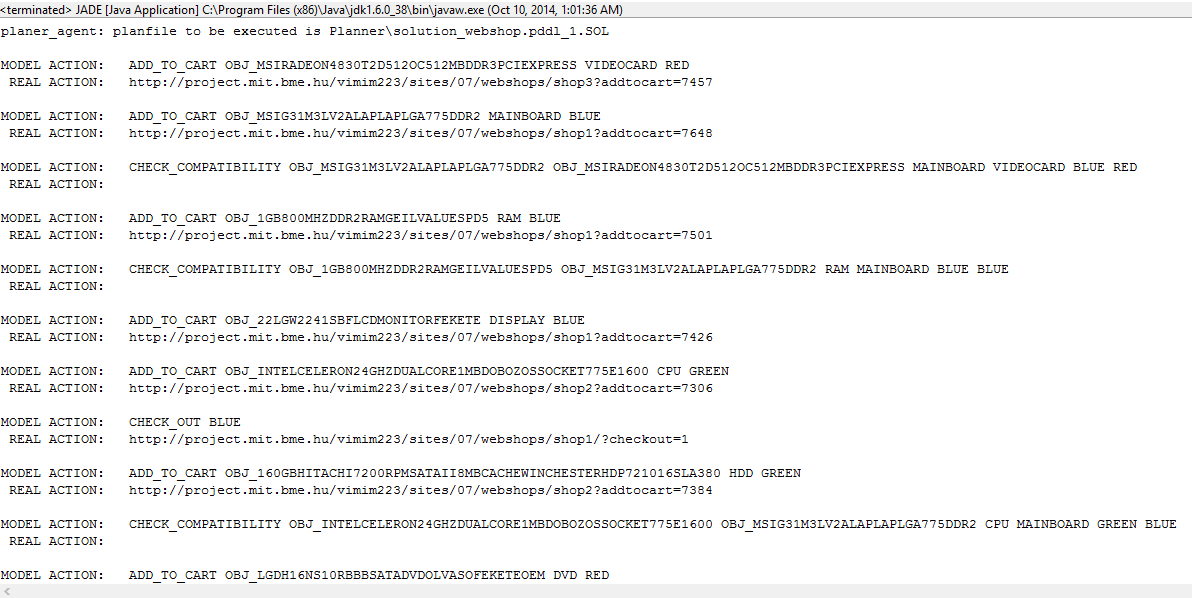 <terminated> JADE [Java Application] C:\Program Files (x86)\Java\jdk1.6.0_38\bin\javaw.exe (Oct 10, 2014, 1:01:36 AM)
planer_agent: planfile to be executed is Planner\solution_webshop.pddl_1.SOL
MODEL ACTION: ADD_TO_CART OBJ_MSIRADEON4830T2D512OC512MBDDR3PCIEXPRESS VIDEOCARD RED
REAL ACTION: http://project.mit.bme.hu/vimim223/sites/07/webshops/shop3?addtocart=7457
MODEL ACTION: ADD_TO_CART OBJ_MSIG31M3LV2ALAPLAPLGA775DDR2 MAINBOARD BLUE
REAL ACTION: http://project.mit.bme.hu/vimim223/sites/07/webshops/shop1?addtocart=7648
MODEL ACTION: CHECK_COMPATIBILITY OBJ_MSIG31M3LV2ALAPLAPLGA775DDR2 OBJ_MSIRADEON4830T2D512OC512MBDDR3PCIEXPRESS MAINBOARD VIDEOCARD BLUE RED
REAL ACTION:
MODEL ACTION: ADD_TO_CART OBJ_1GB800MHZDDR2RAMGEILVALUESPD5 RAM BLUE
REAL ACTION: http://project.mit.bme.hu/vimim223/sites/07/webshops/shop1?addtocart=7501
MODEL ACTION: CHECK_COMPATIBILITY OBJ_1GB800MHZDDR2RAMGEILVALUESPD5 OBJ_MSIG31M3LV2ALAPLAPLGA775DDR2 RAM MAINBOARD BLUE BLUE
REAL ACTION:
MODEL ACTION: ADD_TO_CART OBJ_22LGW2241SBFLCDMONITORFEKETE DISPLAY BLUE
REAL ACTION: http://project.mit.bme.hu/vimim223/sites/07/webshops/shop1?addtocart=7426
MODEL ACTION: ADD_TO_CART OBJ_INTELCELERON24GHZDUALCORE1MBDOBOZOSSOCKET775E1600 CPU GREEN
REAL ACTION: http://project.mit.bme.hu/vimim223/sites/07/webshops/shop2?addtocart=7306
MODEL ACTION: CHECK_OUT BLUE
REAL ACTION: http://project.mit.bme.hu/vimim223/sites/07/webshops/shop1/?checkout=1
MODEL ACTION: ADD_TO_CART OBJ_160GBHITACHI7200RPMSATAII8MBCACHEWINCHESTERHDP721016SLA380 HDD GREEN
REAL ACTION: http://project.mit.bme.hu/vimim223/sites/07/webshops/shop2?addtocart=7384
MODEL ACTION: CHECK_COMPATIBILITY OBJ_INTELCELERON24GHZDUALCORE1MBDOBOZOSSOCKET775E1600 OBJ_MSIG31M3LV2ALAPLAPLGA775DDR2 CPU MAINBOARD GREEN BLUE
REAL ACTION:
MODEL ACTION: ADD_TO_CART OBJ_LGDH16NS10RBBBSATADVDOLVASOFEKETEOEM DVD RED